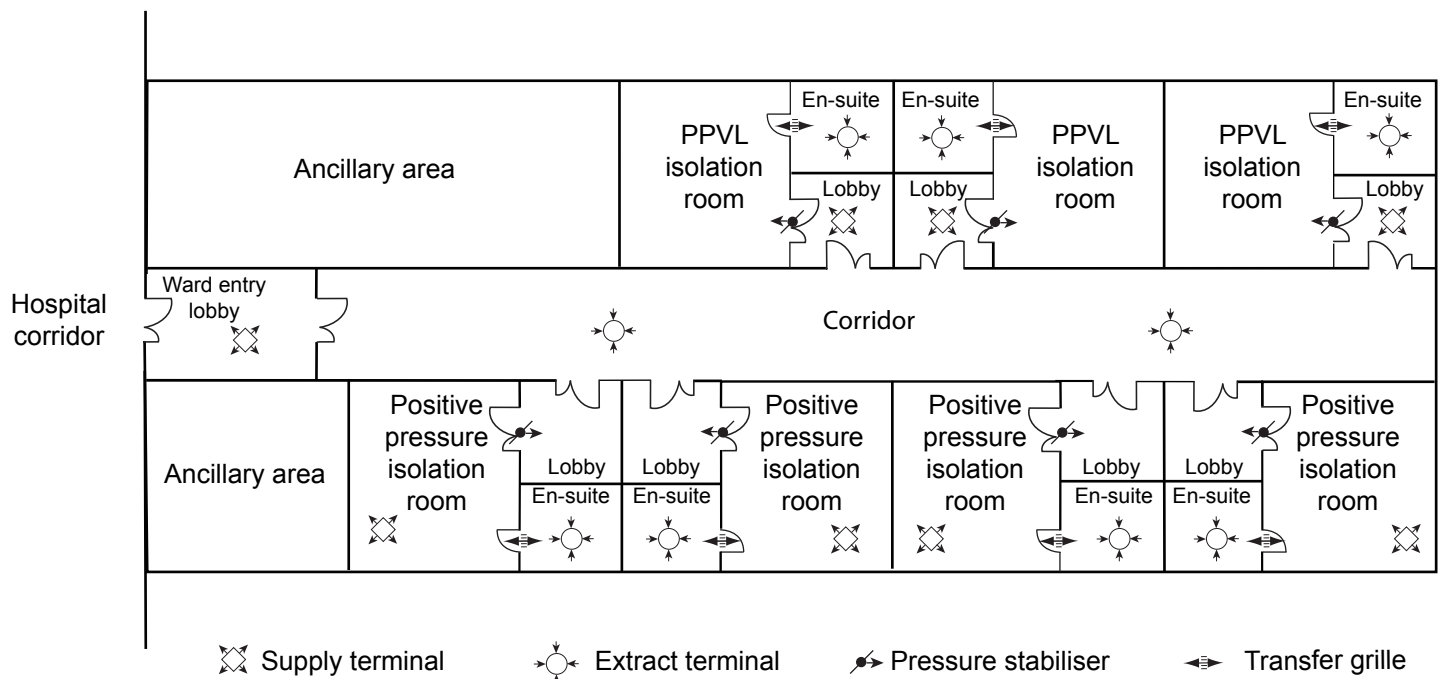 En-suite
En-suite
En-suite
PPVL
isolation
room
PPVL
isolation
room
PPVL
isolation
room
Ancillary area
Lobby
Lobby
Lobby
Ward entry
lobby
Hospital
corridor
Corridor
Positive
pressure
isolation
room
Positive
pressure
isolation
room
Positive
pressure
isolation
room
Positive
pressure
isolation
room
Ancillary area
Lobby
Lobby
Lobby
Lobby
En-suite
En-suite
En-suite
En-suite
Supply terminal
Extract terminal
Pressure stabiliser
Transfer grille